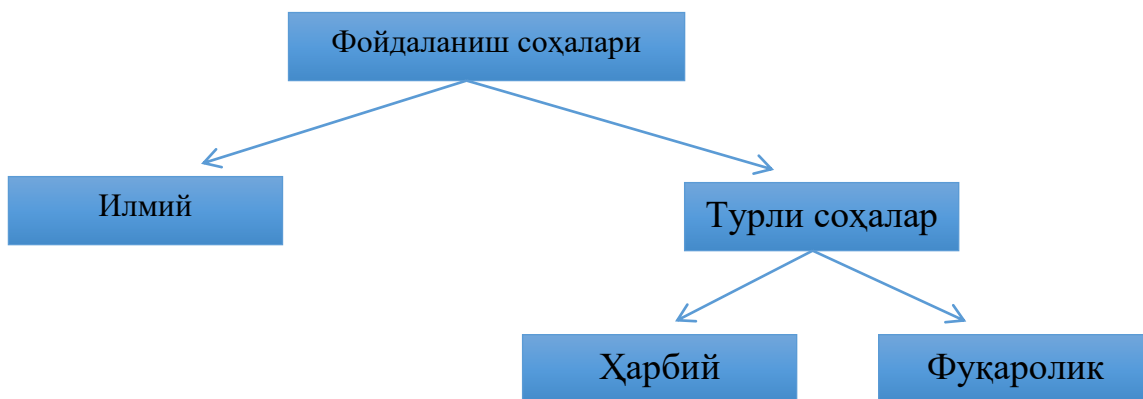 Фойдаланиш соҳалари
Илмий
Турли соҳалар
Ҳарбий
Фуқаролик